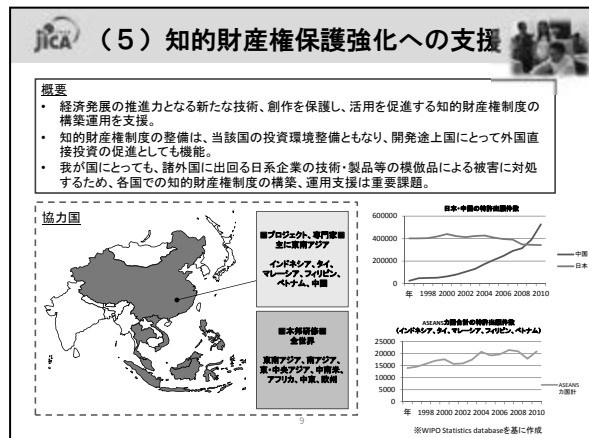 jICA
（5）知的財産権保護強化への支援
概要
• 経済発展の推進力となる新たな技術、創作を保護し、活用を促進する知的財産権制度の
構築運用を支援。
• 知的財産権制度の整備は、当該国の投資環境整備ともなり、開発途上国にとって外国直
接投資の促進としても機能。
• 我が国にとっても、諸外国に出回る日系企業の技術・製品等の模倣品による被害に対処
するため、各国での知的財産権制度の構築、運用支援は重要課題。
協力国
■プロジェクト、専門家■
主に東南アジア
インドネシア、タイ、
マレーシア、フィリピン、
ベトナム、中国
■本邦研修■
全世界
東南アジア、南アジア、
東・中央アジア、中南米、
アフリカ、中東、欧州
日本・中国の特許出願件数
600000
400000
200000
0
年 1998 2000 2002 2004 2006 2008 2010
中国
日本
ASEAN5カ国合計の特許出願件数
（インドネシア、タイ、マレーシア、フィリピン、ベトナム）
25000
20000
15000
10000
5000
0
年 1998 2000 2002 2004 2006 2008 2010
ASEAN5
カ国計
9
※WIPO Statistics databaseを基に作成